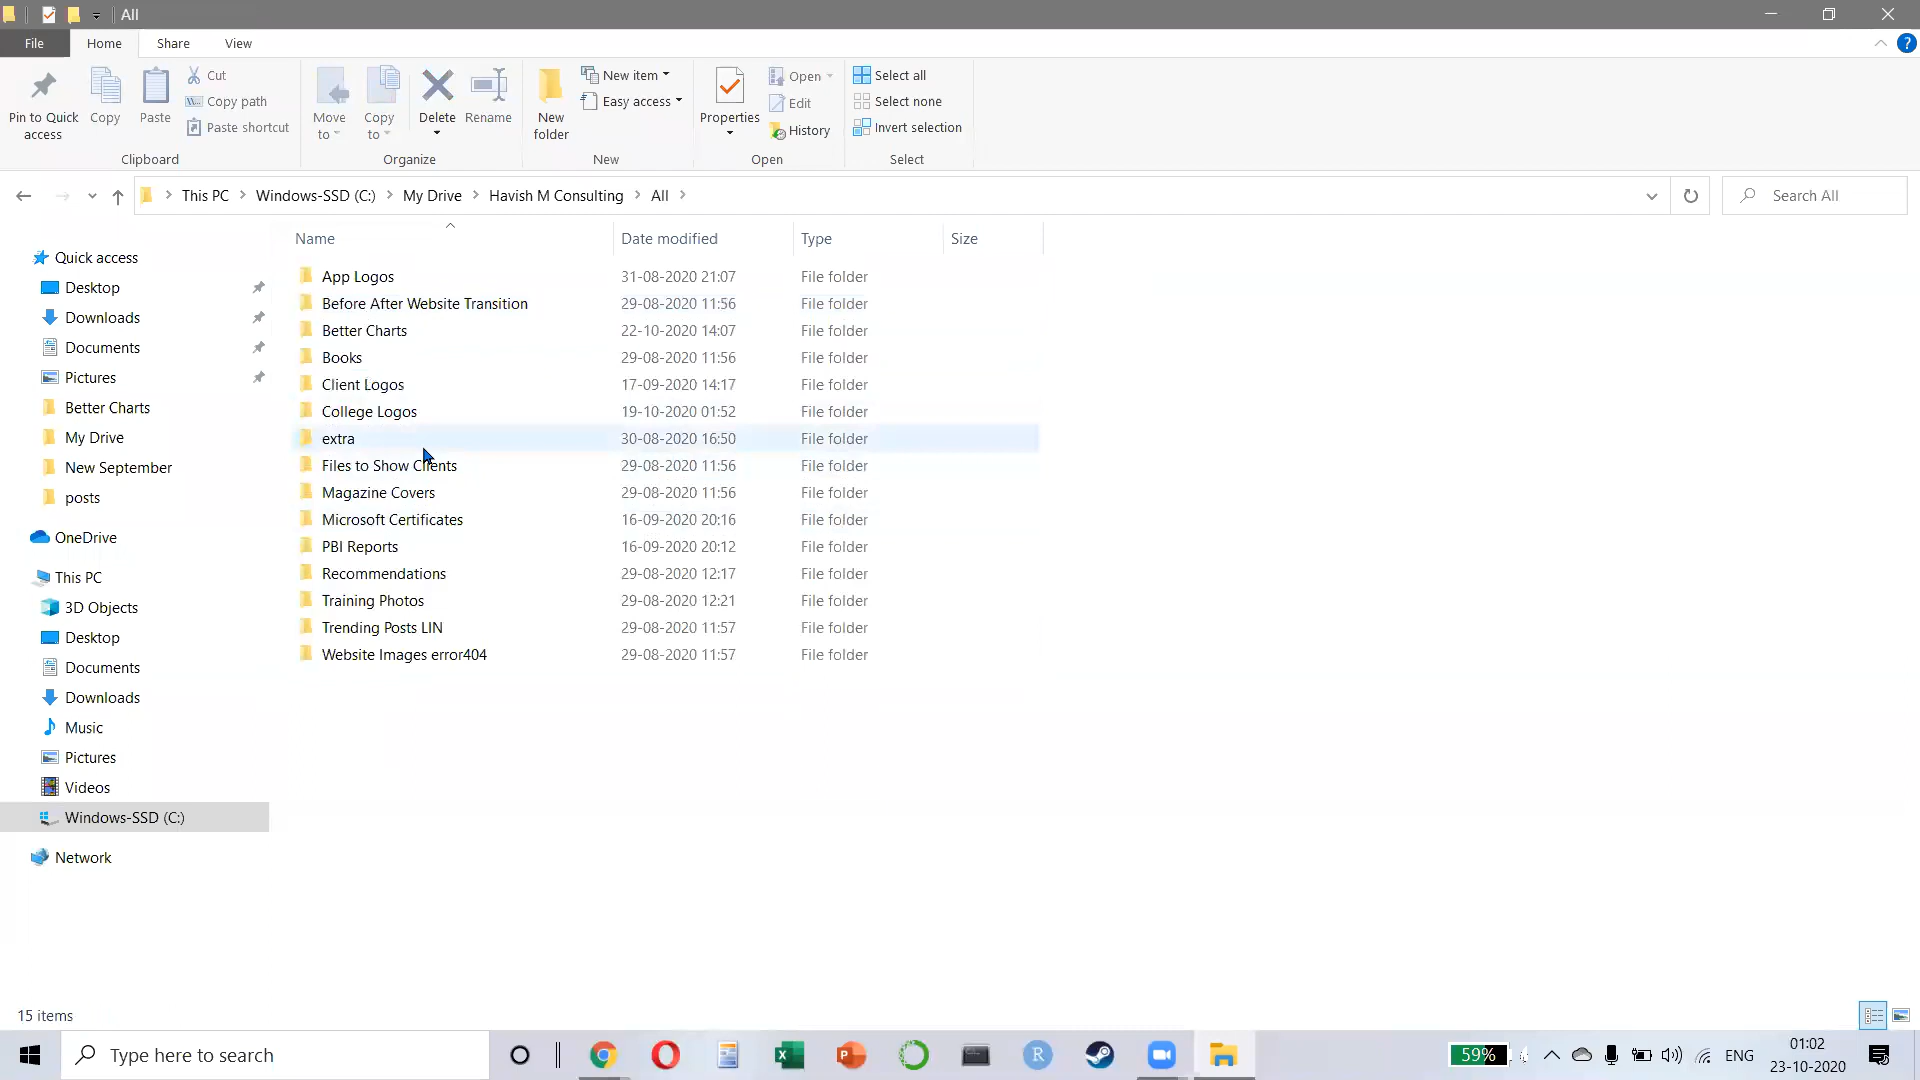 All
File Home Share View
Pin to Quick access
Copy
Paste
Cut
Copy path
Paste shortcut
Clipboard
Move to
Copy to
Delete
Rename
Organize
New folder
New item
Easy access
New
Properties
Open
Edit
History
Open
Select all
Select none
Invert selection
Select
This PC > Windows-SSD (C:) > My Drive > Havish M Consulting > All >
Search All
Quick access
Desktop
Downloads
Documents
Pictures
Better Charts
My Drive
New September
posts
OneDrive
This PC
3D Objects
Desktop
Documents
Downloads
Music
Pictures
Videos
Windows-SSD (C:)
Network
Name Date modified Type Size
App Logos 31-08-2020 21:07 File folder
Before After Website Transition 29-08-2020 11:56 File folder
Better Charts 22-10-2020 14:07 File folder
Books 29-08-2020 11:56 File folder
Client Logos 17-09-2020 14:17 File folder
College Logos 19-10-2020 01:52 File folder
extra 30-08-2020 16:50 File folder
Files to Show Clients 29-08-2020 11:56 File folder
Magazine Covers 29-08-2020 11:56 File folder
Microsoft Certificates 16-09-2020 20:16 File folder
PBI Reports 16-09-2020 20:12 File folder
Recommendations 29-08-2020 12:17 File folder
Training Photos 29-08-2020 12:21 File folder
Trending Posts LIN 29-08-2020 11:57 File folder
Website Images error404 29-08-2020 11:57 File folder
15 items
Type here to search
59%
ENG
01:02
23-10-2020